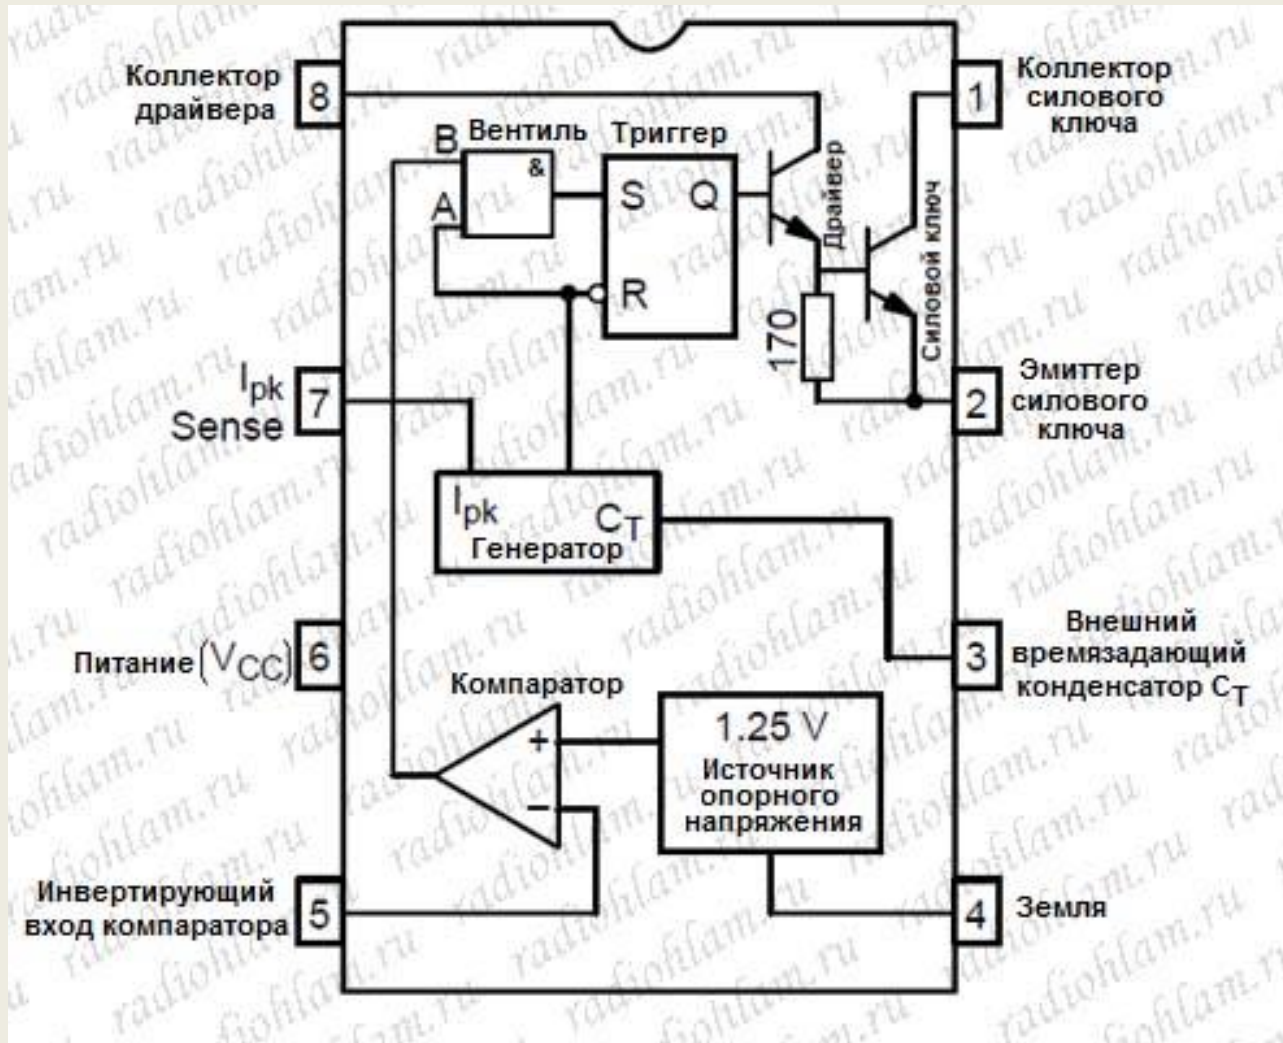 Коллектор
драйвера
8
B
Вентиль
&
A
Триггер
S
Q
R
Драйвер
Силовой ключ
170
1
Коллектор
силового
ключа
Ipk
Sense
7
2
Эмиттер
силового
ключа
Ipk
CT
Генератор
Питание (VCC)
6
3
Внешний
времязадающий
конденсатор CT
Компаратор
+
−
1.25 V
Источник
опорного
напряжения
Инвертирующий
вход компаратора
5
4
Земля
radiohlam.ru